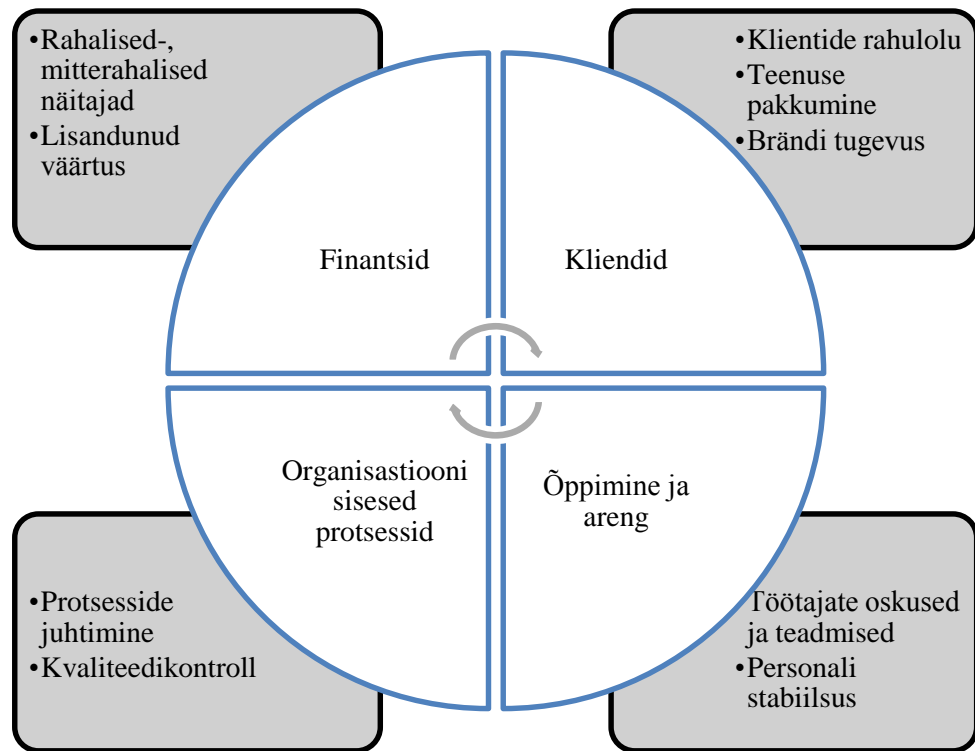 •Rahalised-,
mitterahalised
näitajad
•Lisandunud
väärtus
•Klientide rahulolu
•Teenuse
pakkumine
•Brändi tugevus
Finantsid
Kliendid
Organisastiooni
sisesed
protsessid
Õppimine ja
areng
•Protsesside
juhtimine
•Kvaliteedikontroll
Töötajate oskused
ja teadmised
•Personali
stabiilsus